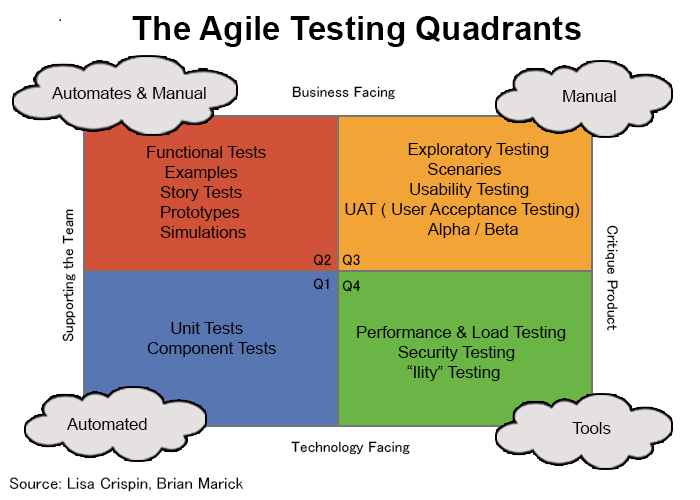 The Agile Testing Quadrants
Automates & Manual
Business Facing
Manual
Functional Tests
Examples
Story Tests
Prototypes
Simulations
Q2
Exploratory Testing
Scenaries
Usability Testing
UAT ( User Acceptance Testing)
Alpha / Beta
Q3
Supporting the Team
Critique Product
Q1
Unit Tests
Component Tests
Q4
Performance & Load Testing
Security Testing
“Ility” Testing
Automated
Technology Facing
Tools
Source: Lisa Crispin, Brian Marick